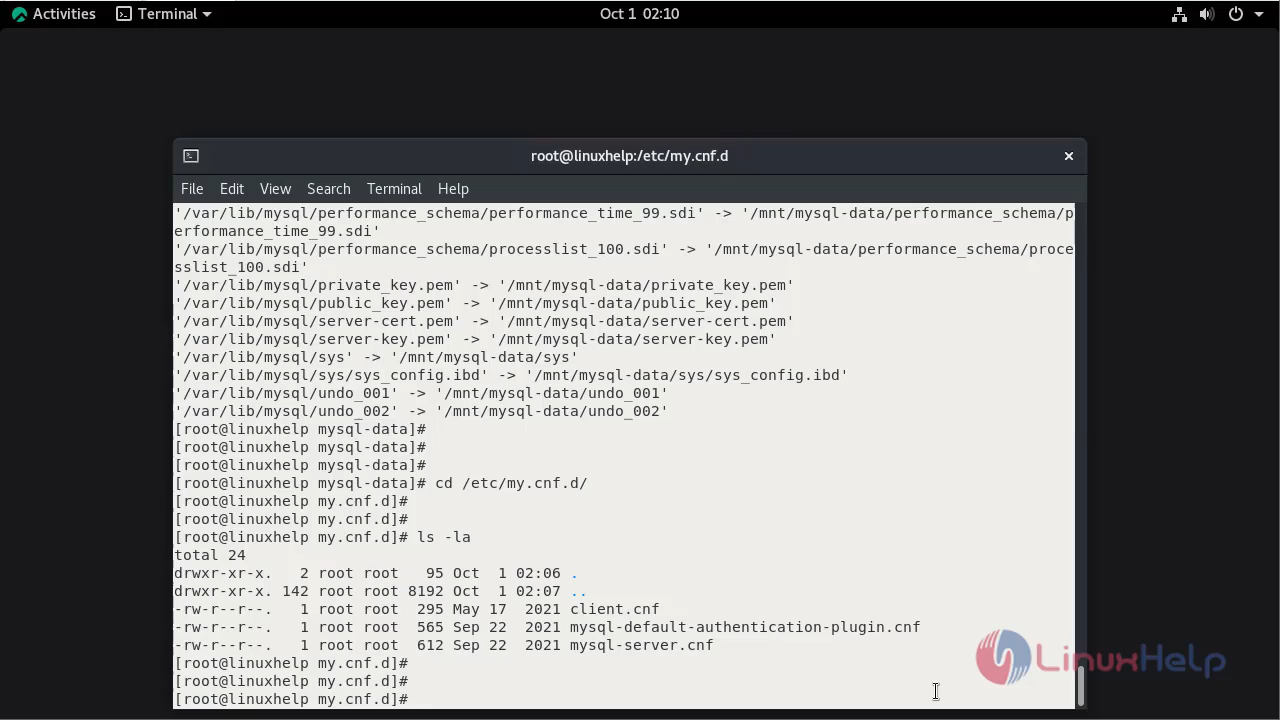 Activities Terminal Oct 1 02:10
root@linuxhelp:/etc/my.cnf.d ×
File Edit View Search Terminal Help
'/var/lib/mysql/performance_schema/performance_time_99.sdi' -> '/mnt/mysql-data/performance_schema/p
erformance_time_99.sdi'
'/var/lib/mysql/performance_schema/processlist_100.sdi' -> '/mnt/mysql-data/performance_schema/proce
sslist_100.sdi'
'/var/lib/mysql/private_key.pem' -> '/mnt/mysql-data/private_key.pem'
'/var/lib/mysql/public_key.pem' -> '/mnt/mysql-data/public_key.pem'
'/var/lib/mysql/server-cert.pem' -> '/mnt/mysql-data/server-cert.pem'
'/var/lib/mysql/server-key.pem' -> '/mnt/mysql-data/server-key.pem'
'/var/lib/mysql/sys' -> '/mnt/mysql-data/sys'
'/var/lib/mysql/sys/sys_config.ibd' -> '/mnt/mysql-data/sys/sys_config.ibd'
'/var/lib/mysql/undo_001' -> '/mnt/mysql-data/undo_001'
'/var/lib/mysql/undo_002' -> '/mnt/mysql-data/undo_002'
[root@linuxhelp mysql-data]#
[root@linuxhelp mysql-data]#
[root@linuxhelp mysql-data]#
[root@linuxhelp mysql-data]# cd /etc/my.cnf.d/
[root@linuxhelp my.cnf.d]#
[root@linuxhelp my.cnf.d]#
[root@linuxhelp my.cnf.d]# ls -la
total 24
drwxr-xr-x.   2 root root   95 Oct  1 02:06 .
drwxr-xr-x. 142 root root 8192 Oct  1 02:07 ..
-rw-r--r--.   1 root root  295 May 17  2021 client.cnf
-rw-r--r--.   1 root root  565 Sep 22  2021 mysql-default-authentication-plugin.cnf
-rw-r--r--.   1 root root  612 Sep 22  2021 mysql-server.cnf
[root@linuxhelp my.cnf.d]#
[root@linuxhelp my.cnf.d]#
[root@linuxhelp my.cnf.d]#
LinuxHelp